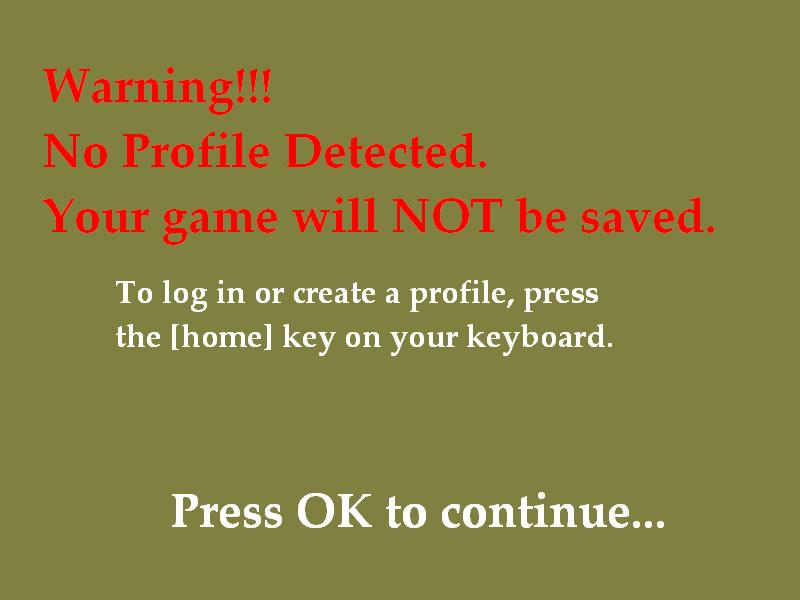 Warning!!!
No Profile Detected.
Your game will NOT be saved.
To log in or create a profile, press
the [home] key on your keyboard.
Press OK to continue...